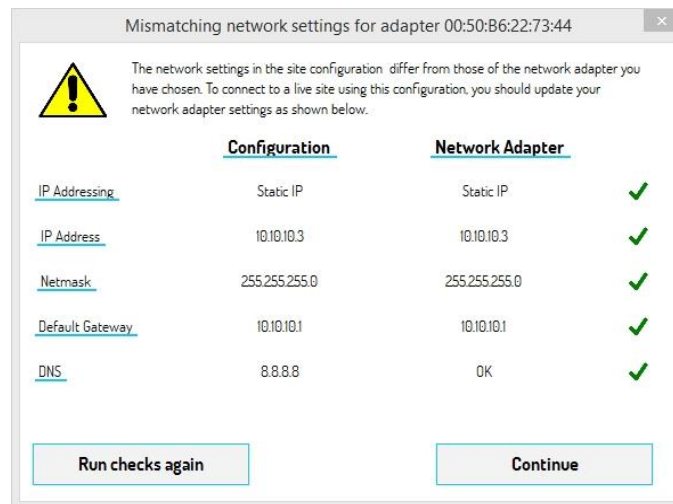 Mismatching network settings for adapter 00:50:B6:22:73:44
The network settings in the site configuration differ from those of the network adapter you
have chosen. To connect to a live site using this configuration, you should update your
network adapter settings as shown below.
Configuration Network Adapter
IP Addressing Static IP Static IP
IP Address 10.10.10.3 10.10.10.3
Netmask 255.255.255.0 255.255.255.0
Default Gateway 10.10.10.1 10.10.10.1
DNS 8.8.8.8 OK
Run checks again Continue